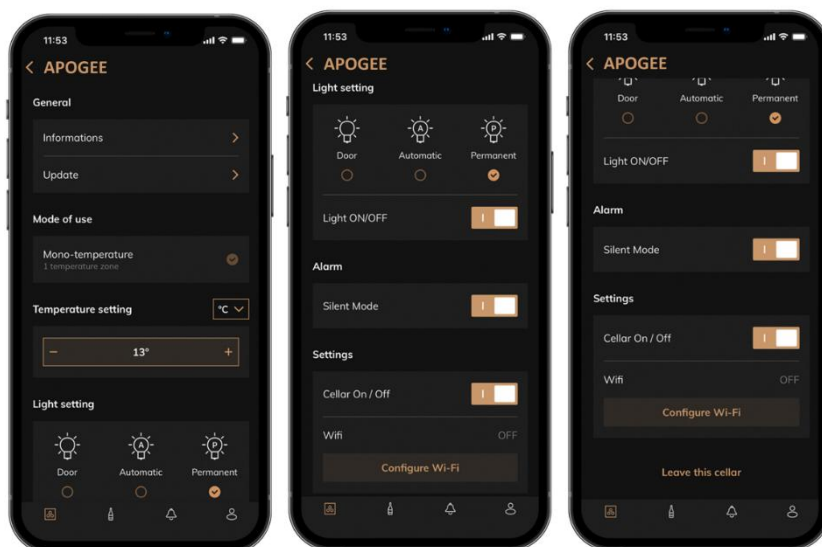 11:53
APOGEE
General
Informations
Update
Mode of use
Mono-temperature
1 temperature zone
Temperature setting
°C
− 13° +
Light setting
A P
Door Automatic Permanent
11:53
APOGEE
Light setting
A P
Door Automatic Permanent
Light ON/OFF
Alarm
Silent Mode
Settings
Cellar On / Off
Wifi OFF
Configure Wi-Fi
11:53
APOGEE
Door Automatic Permanent
Light ON/OFF
Alarm
Silent Mode
Settings
Cellar On / Off
Wifi OFF
Configure Wi-Fi
Leave this cellar